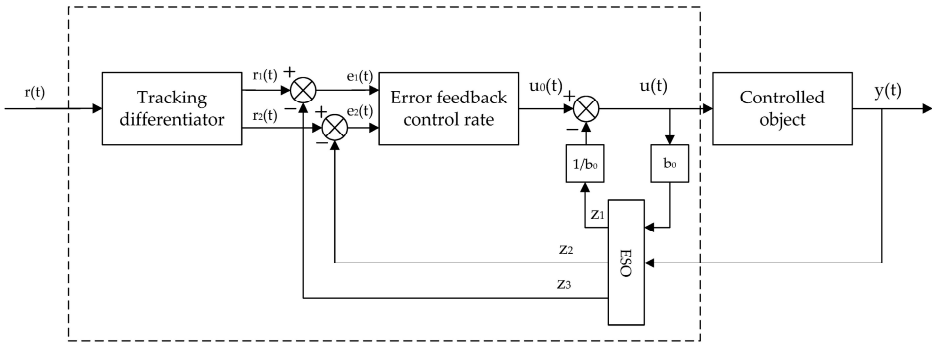 r(t)
Tracking
differentiator
r₁(t)
r₂(t)
+
−
+
−
e₁(t)
e₂(t)
Error feedback
control rate
u₀(t)
+
−
u(t)
Controlled
object
y(t)
1/b₀
b₀
ESO
z₁
z₂
z₃